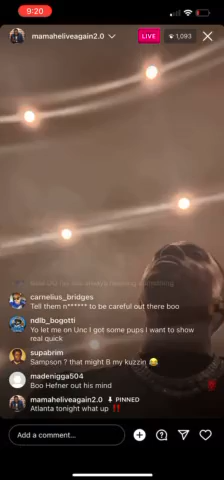 9:20
mamaheliveagain2.0
LIVE
1,093
carnelius_bridges
Tell them n****** to be careful out there boo
ndlb_bogotti
Yo let me on Unc I got some pups I want to show
real quick
supabrim
Sampson ? that might B my kuzzin 😂
madenigga504
Boo Hefner out his mind
mamaheliveagain2.0 PINNED
Atlanta tonight what up ‼️
Add a comment...